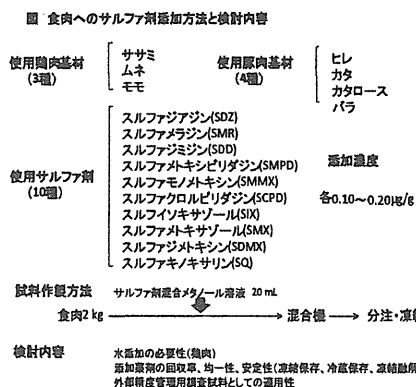 図 食肉へのサルファ剤添加方法と検討内容
使用鶏肉基材
(3種)
ササミ
ムネ
モモ
使用豚肉基材
(4種)
ヒレ
カタ
カタロース
バラ
使用サルファ剤
(10種)
スルファジアジン(SDZ)
スルファメラジン(SMR)
スルファジミジン(SDD)
スルファメトキシピリダジン(SMPD)
スルファモノメトキシン(SMMX)
スルファクロルピリダジン(SCPD)
スルフイソキサゾール(SIX)
スルファメトキサゾール(SMX)
スルファジメトキシン(SDMX)
スルファキノキサリン(SQ)
添加濃度
各0.10～0.20μg/g
試料作製方法 サルファ剤混合メタノール溶液 20 mL
食肉2 kg 混合機 分注・凍結
検討内容 水添加の必要性(鶏肉)
添加薬剤の回収率、均一性、安定性(凍結保存、冷蔵保存、凍結融解
外部精度管理用調査試料としての適用性